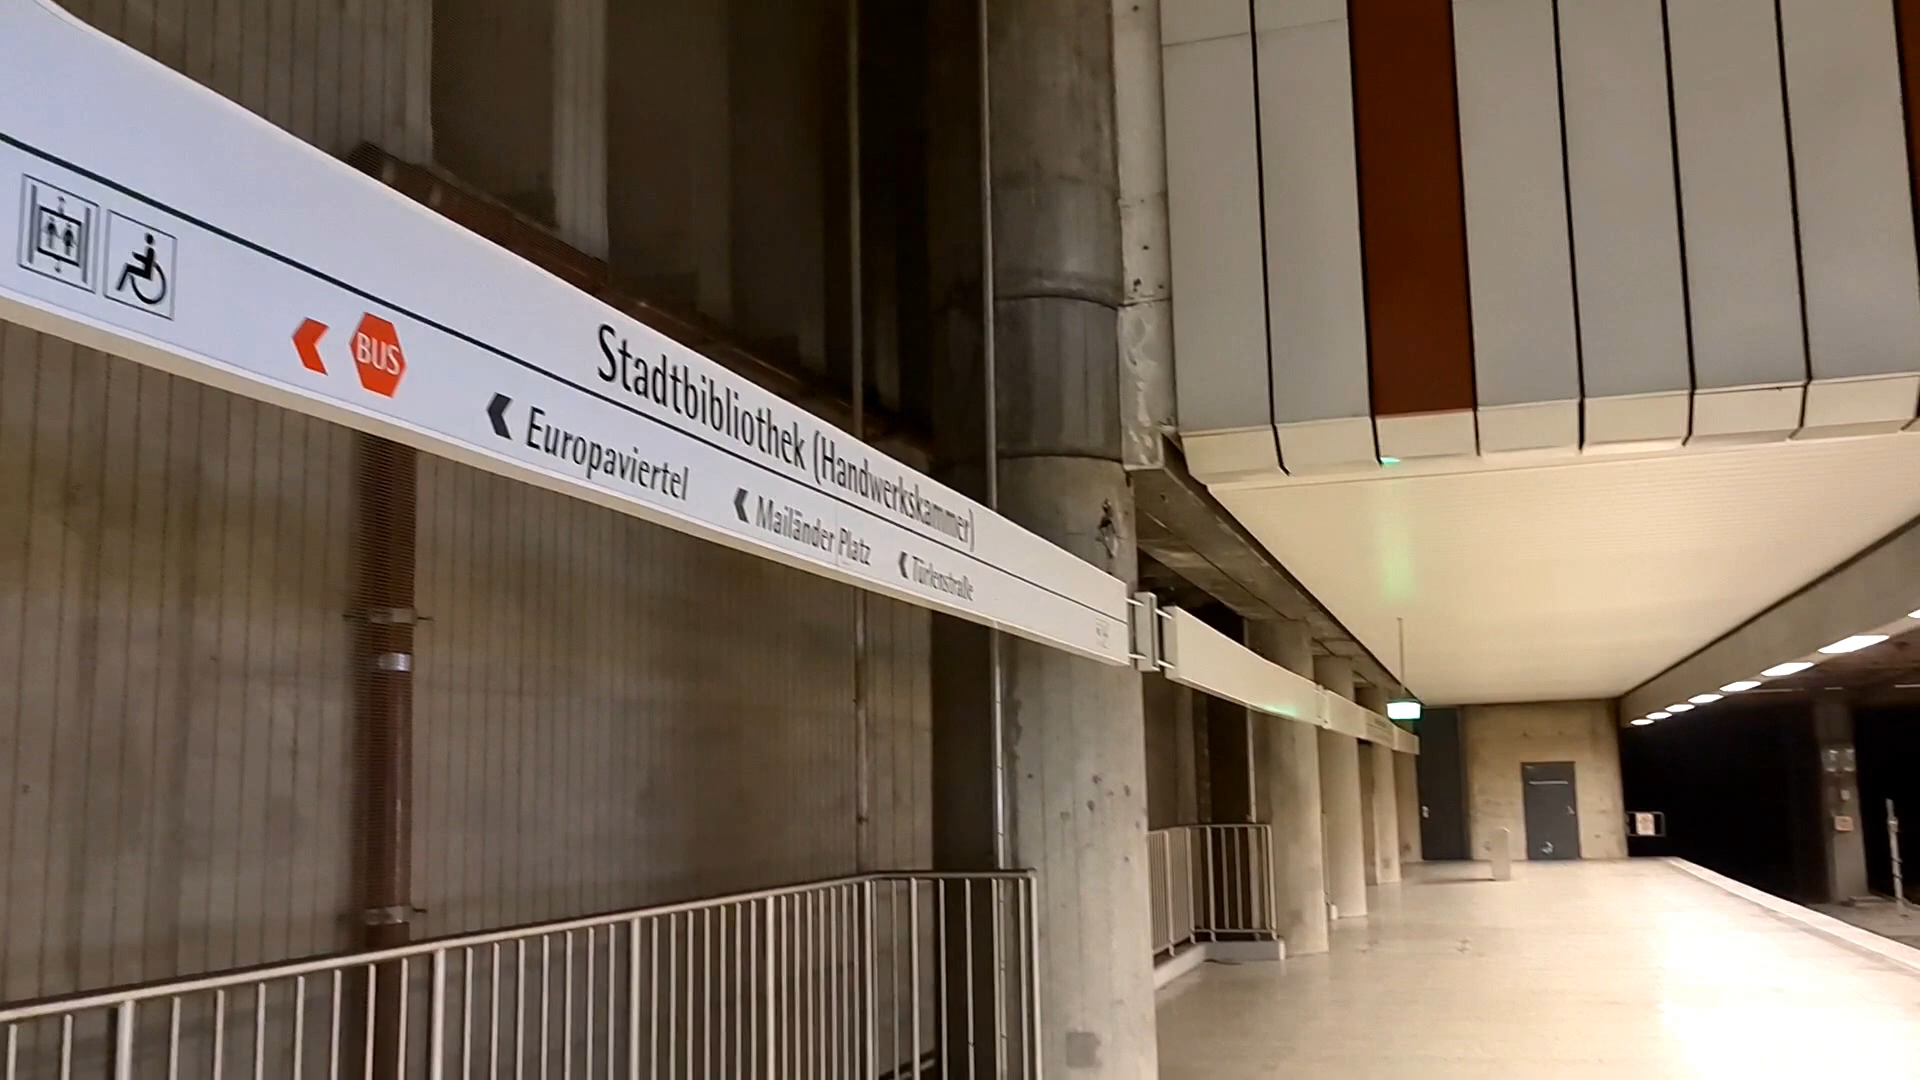 Stadtbibliothek (Handwerkskammer)
BUS
Europaviertel
Mailänder Platz
Türlenstraße